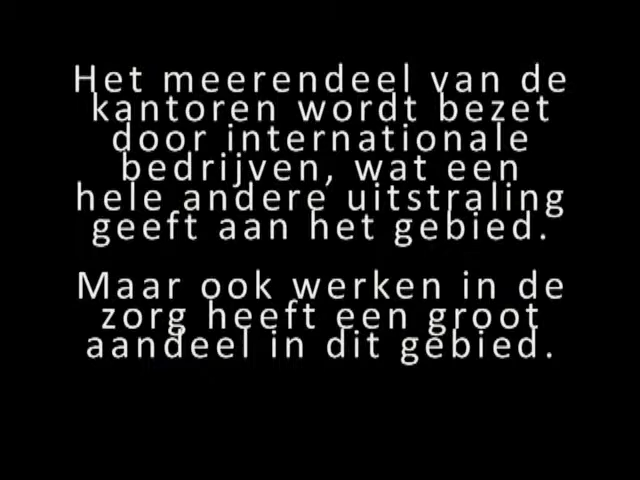 Het meerendeel van de
kantoren wordt bezet
door internationale
bedrijven, wat een
hele andere uitstraling
geeft aan het gebied.
Maar ook werken in de
zorg heeft een groot
aandeel in dit gebied.